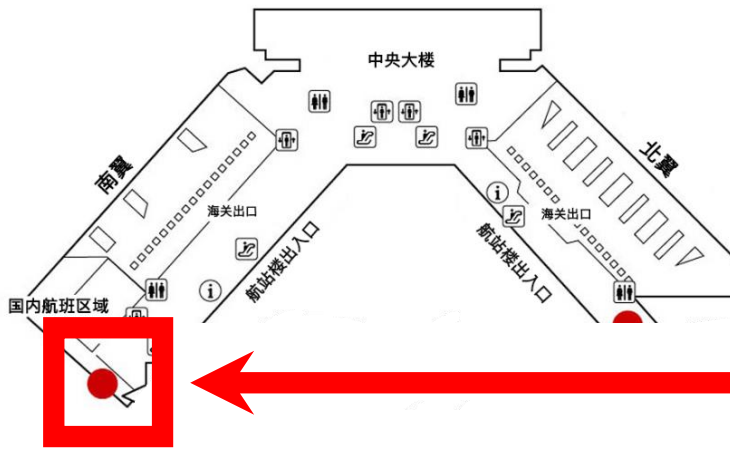 中央大楼
南翼
北翼
海关出口
海关出口
航站楼出入口
航站楼出入口
国内航班区域